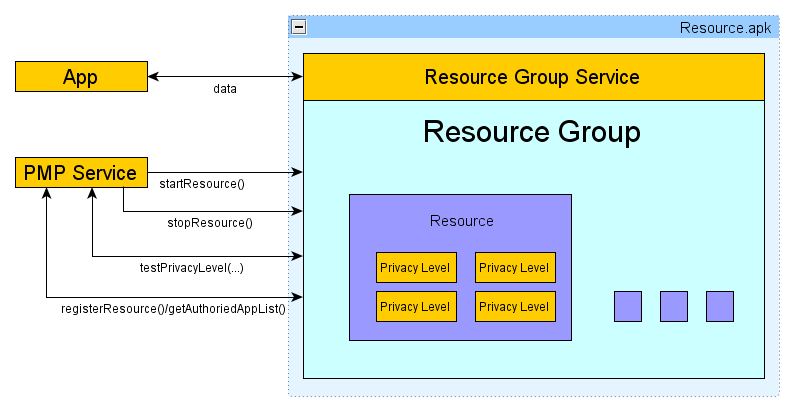 Resource.apk
App
Resource Group Service
data
Resource Group
PMP Service
startResource()
stopResource()
Resource
testPrivacyLevel(...)
Privacy Level
Privacy Level
Privacy Level
Privacy Level
registerResource()/getAuthoriedAppList()